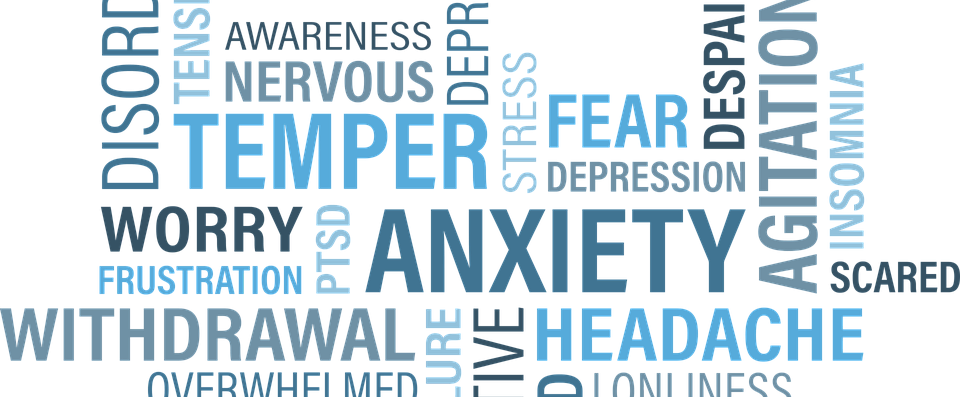 DISORD
TENSI
AWARENESS
NERVOUS
DEPR
TEMPER
STRESS
FEAR
DEPRESSION
DESPAI
AGITATION
INSOMNIA
WORRY
FRUSTRATION
PTSD
ANXIETY
SCARED
WITHDRAWAL
LURE
TIVE
HEADACHE
OVERWHELMED
D
LONLINESS